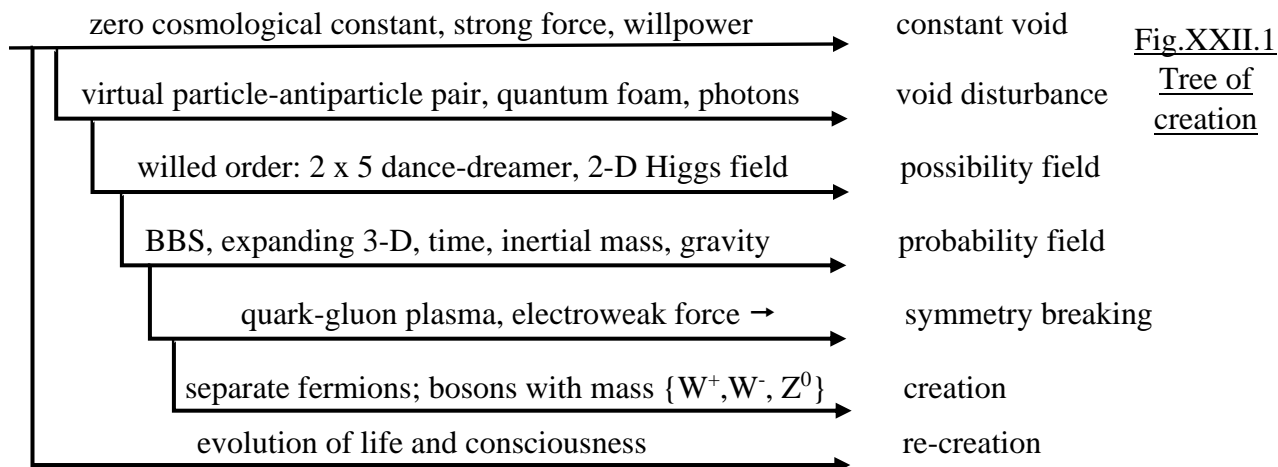 zero cosmological constant, strong force, willpower constant void Fig.XXII.1
virtual particle-antiparticle pair, quantum foam, photons void disturbance Tree of
creation
willed order: 2 x 5 dance-dreamer, 2-D Higgs field possibility field
BBS, expanding 3-D, time, inertial mass, gravity probability field
quark-gluon plasma, electroweak force → symmetry breaking
separate fermions; bosons with mass {W⁺,W⁻, Z⁰} creation
evolution of life and consciousness re-creation